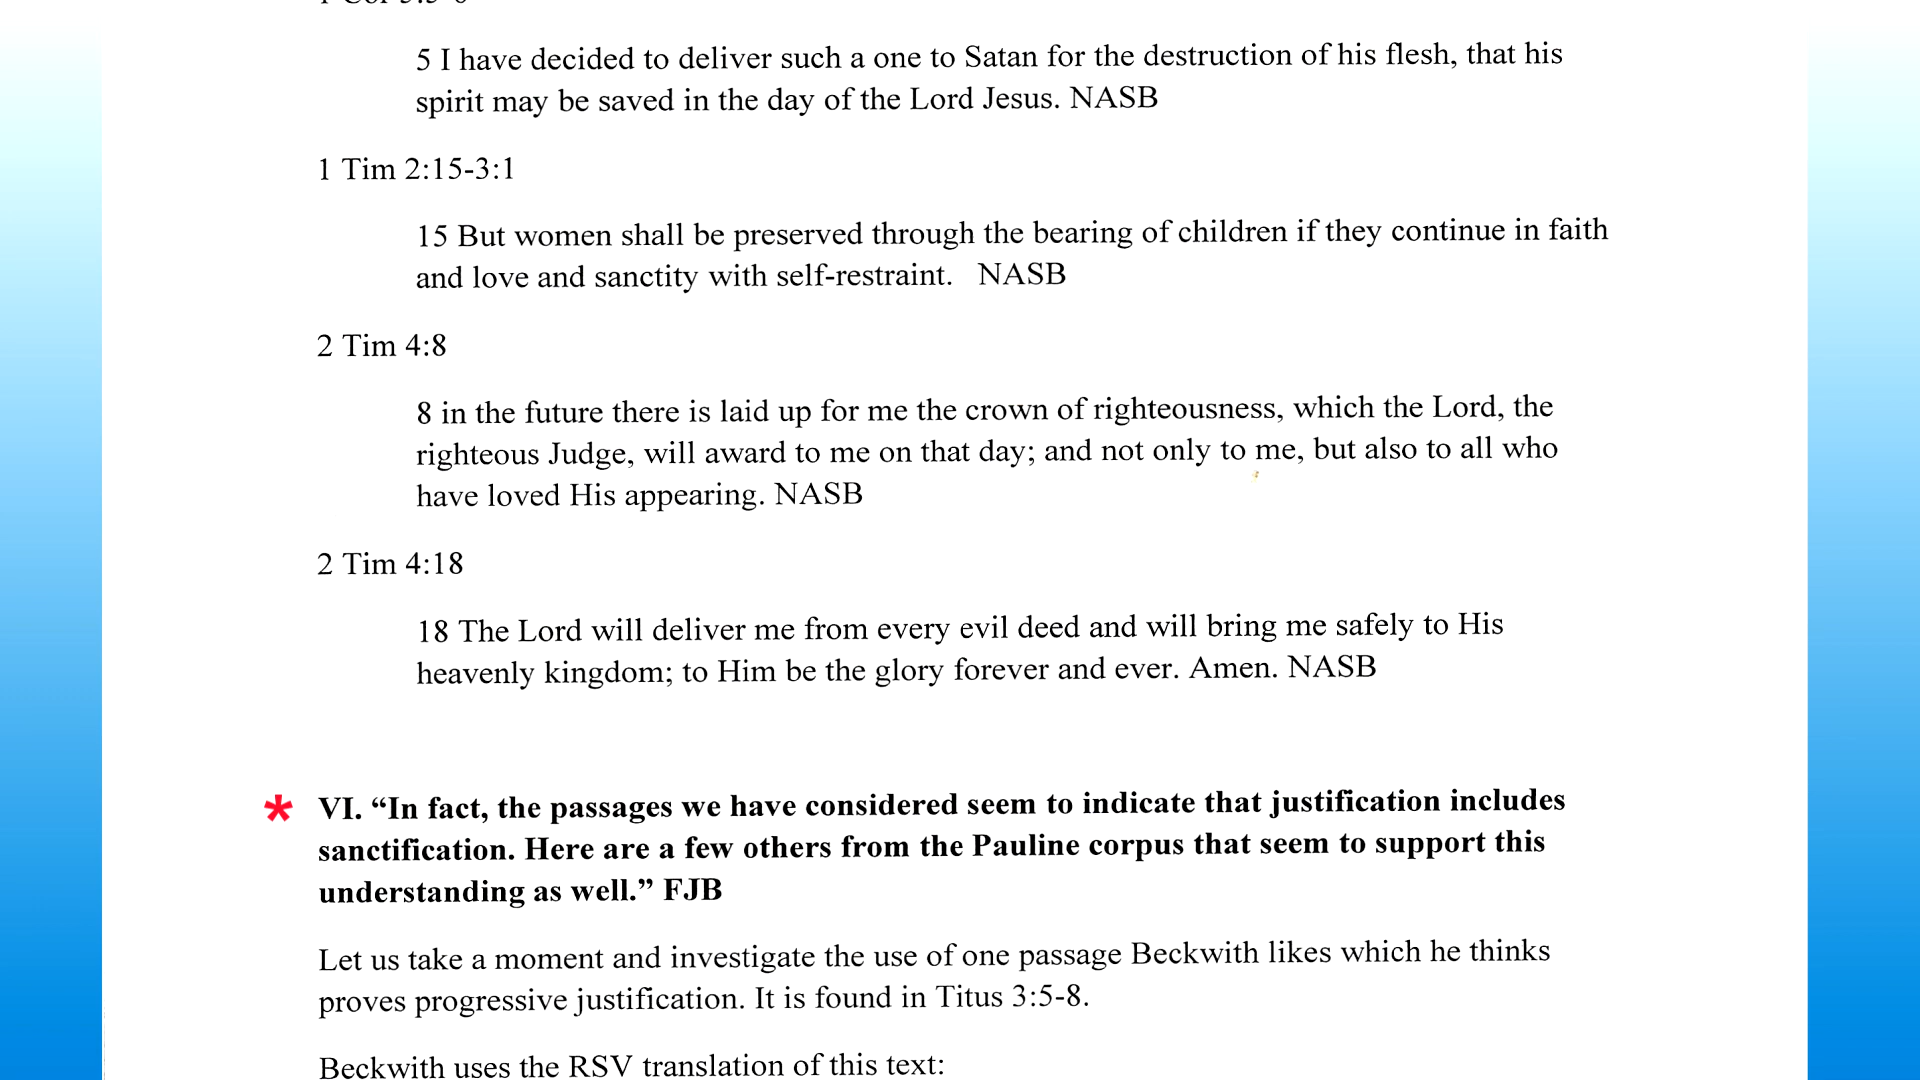 5 I have decided to deliver such a one to Satan for the destruction of his flesh, that his
spirit may be saved in the day of the Lord Jesus. NASB
1 Tim 2:15-3:1
15 But women shall be preserved through the bearing of children if they continue in faith
and love and sanctity with self-restraint. NASB
2 Tim 4:8
8 in the future there is laid up for me the crown of righteousness, which the Lord, the
righteous Judge, will award to me on that day; and not only to me, but also to all who
have loved His appearing. NASB
2 Tim 4:18
18 The Lord will deliver me from every evil deed and will bring me safely to His
heavenly kingdom; to Him be the glory forever and ever. Amen. NASB
* VI. “In fact, the passages we have considered seem to indicate that justification includes
sanctification. Here are a few others from the Pauline corpus that seem to support this
understanding as well.” FJB
Let us take a moment and investigate the use of one passage Beckwith likes which he thinks
proves progressive justification. It is found in Titus 3:5-8.
Beckwith uses the RSV translation of this text: